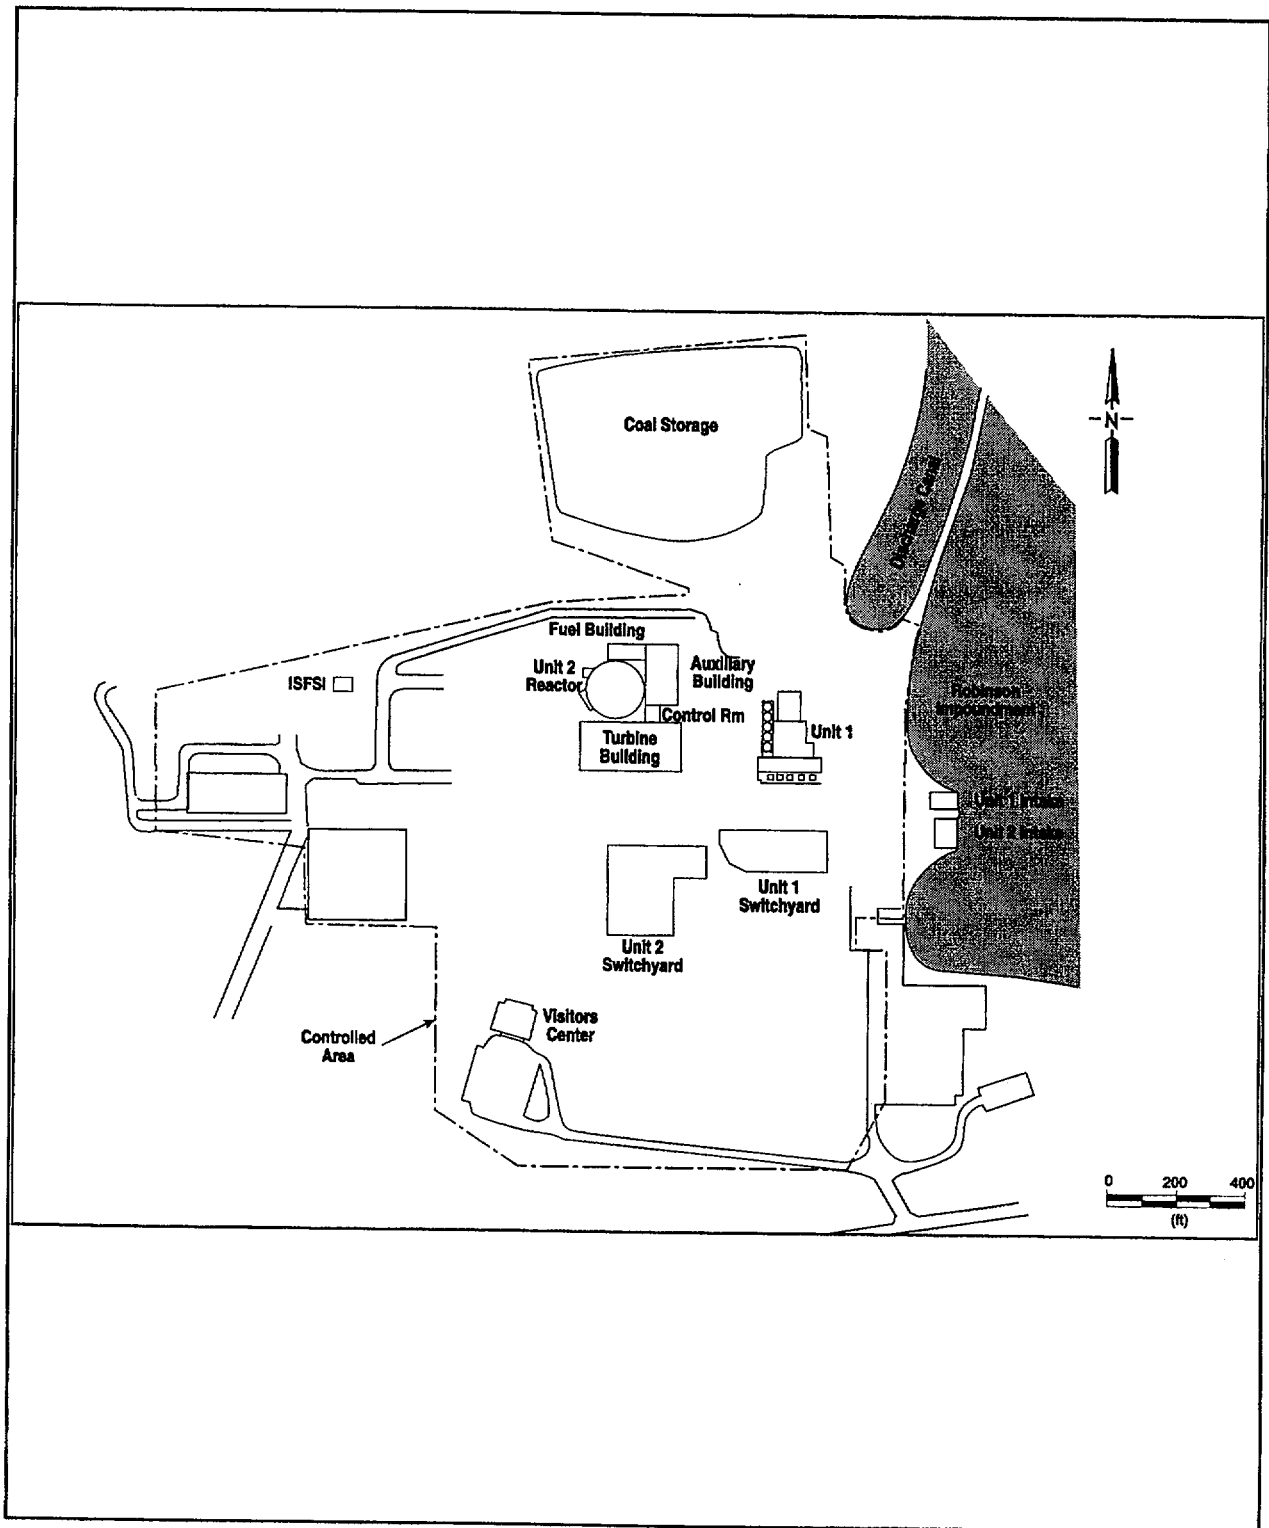 Coal Storage
N
Discharge Canal
Fuel Building
Unit 2
Reactor
Auxiliary
Building
ISFSI
Control Rm
Robinson
Impoundment
Unit 1
Turbine
Building
Unit 1 Intake
Unit 2 Intake
Unit 1
Switchyard
Unit 2
Switchyard
Visitors
Center
Controlled
Area
0 200 400
(ft)